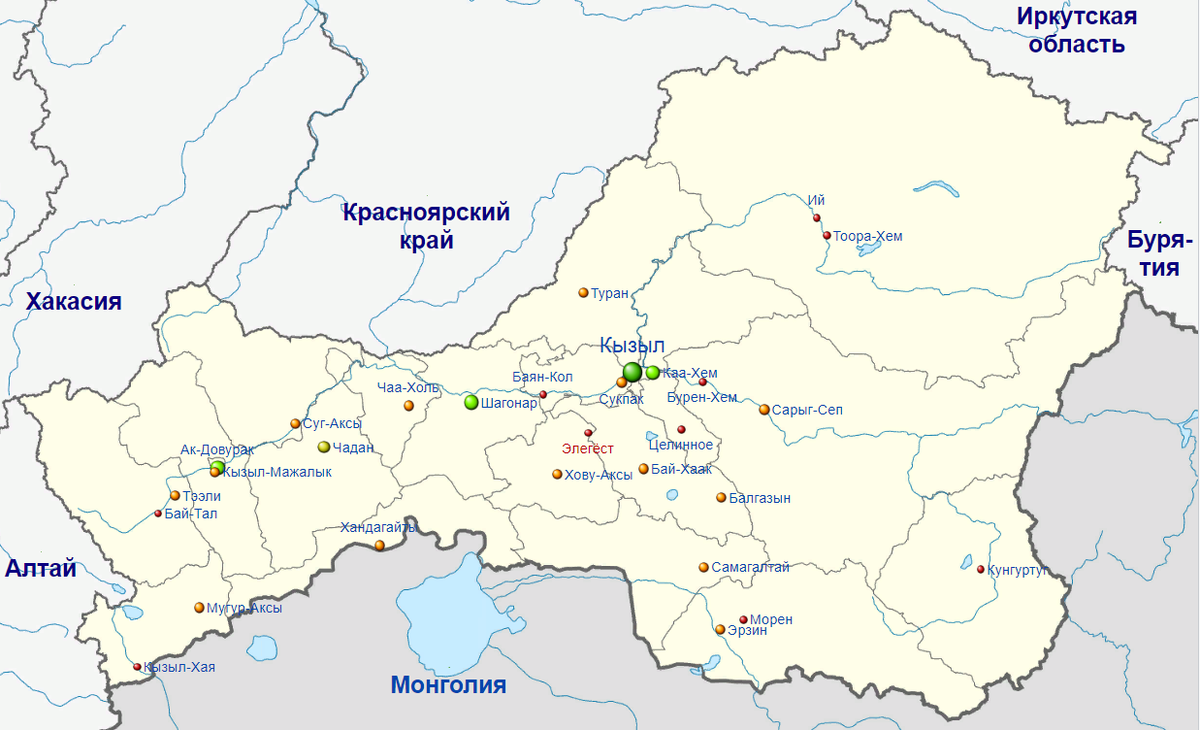 Иркутская
область
Ий
Тоора-Хем
Красноярский
край
Буря-
тия
Хакасия
Туран
Кызыл
Каа-Хем
Баян-Кол
Чаа-Холь
Сукпак
Бурен-Хем
Шагонар
Сарыг-Сеп
Суг-Аксы
Чадан
Элегест
Целинное
Ак-Довурак
Кызыл-Мажалык
Хову-Аксы
Бай-Хаак
Тээли
Балгазын
Бай-Тал
Хандагайты
Алтай
Самагалтай
Кунгуртуг
Мугур-Аксы
Морен
Эрзин
Кызыл-Хая
Монголия